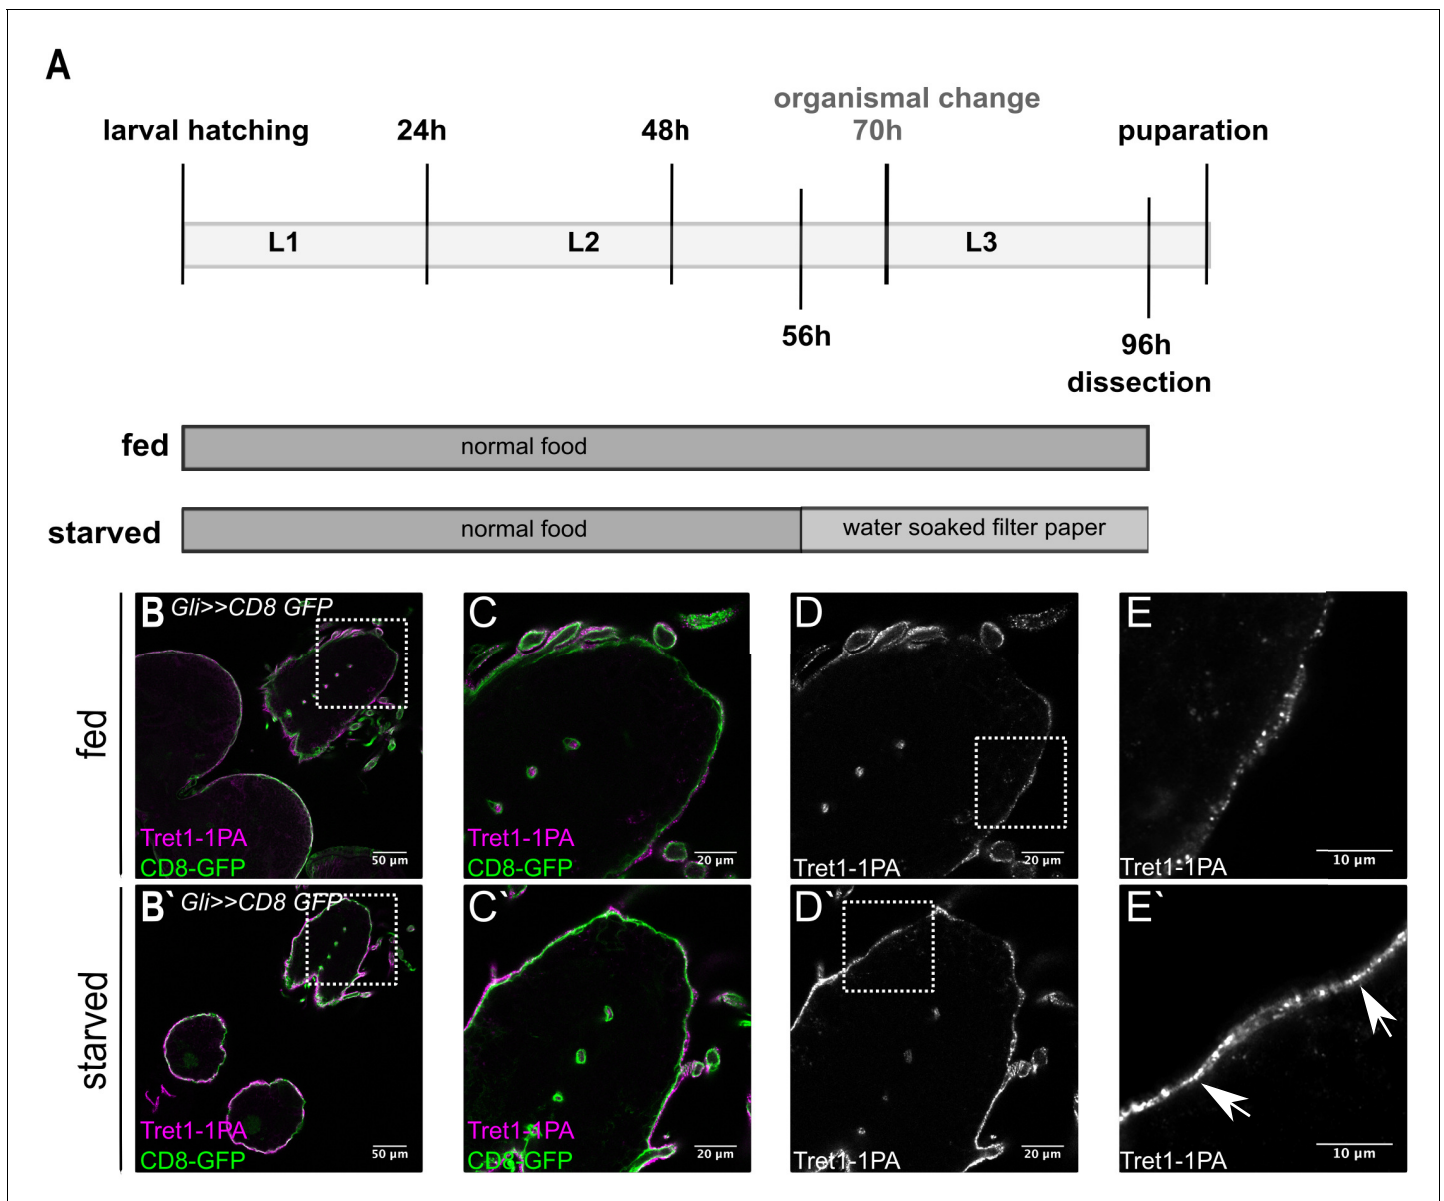 A
organismal change
larval hatching 24h 48h 70h puparation
L1 L2 L3
56h
96h
dissection
fed normal food
starved normal food water soaked filter paper
fed
B Gli>>CD8 GFP
Tret1-1PA
CD8-GFP
50 µm
C
Tret1-1PA
CD8-GFP
20 µm
D
Tret1-1PA
20 µm
E
Tret1-1PA
10 µm
starved
B` Gli>>CD8 GFP
Tret1-1PA
CD8-GFP
50 µm
C`
Tret1-1PA
CD8-GFP
20 µm
D`
Tret1-1PA
20 µm
E`
Tret1-1PA
10 µm